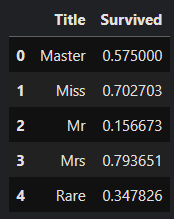 Title Survived
0 Master 0.575000
1 Miss 0.702703
2 Mr 0.156673
3 Mrs 0.793651
4 Rare 0.347826